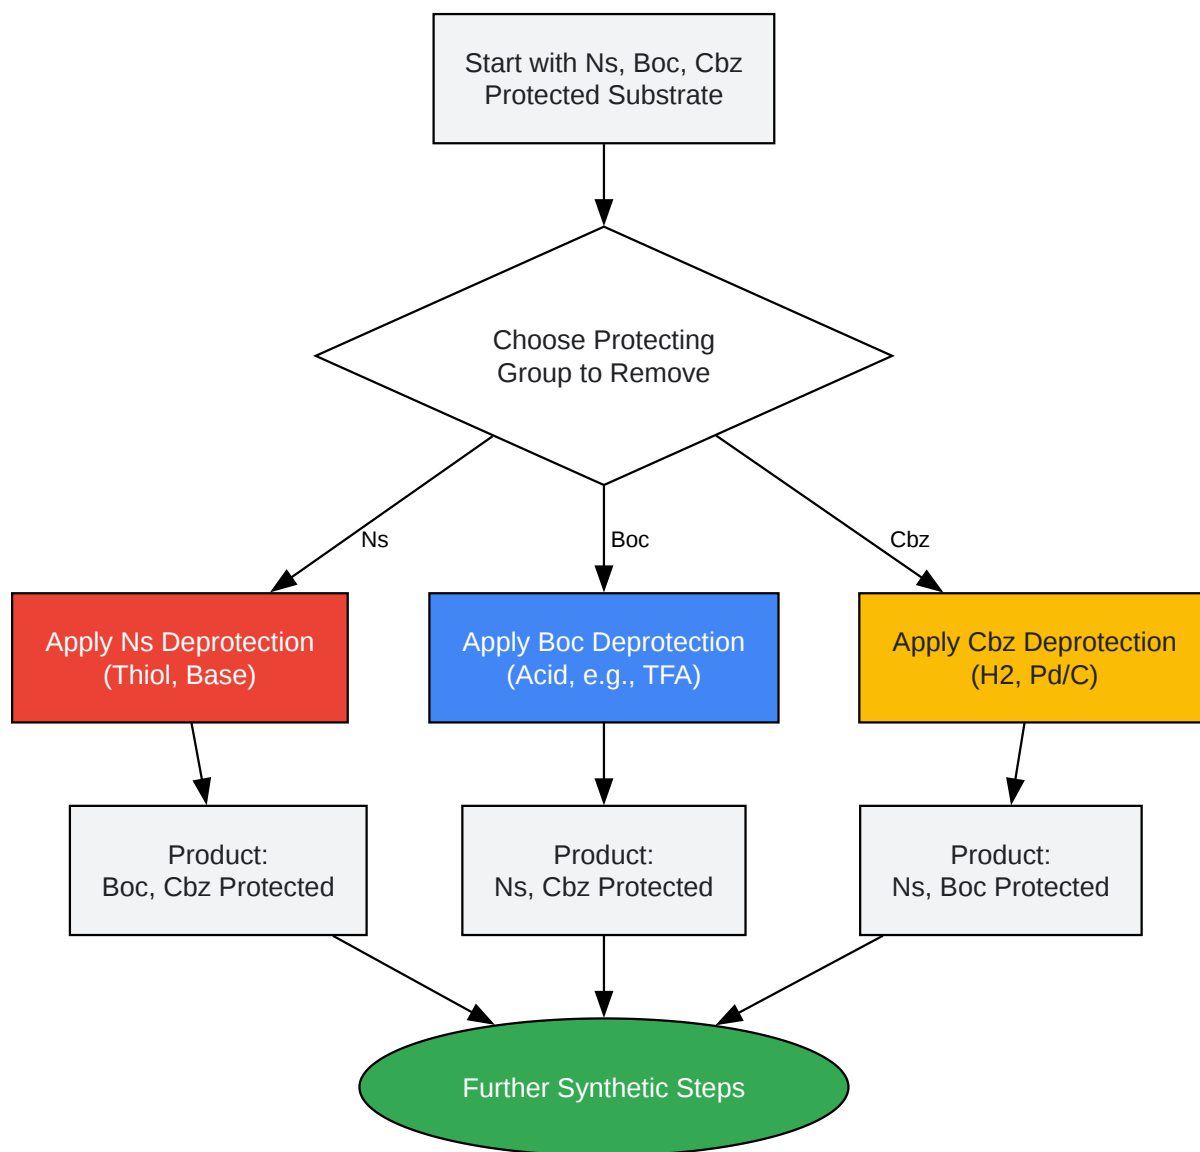 Start with Ns, Boc, Cbz
Protected Substrate
Choose Protecting
Group to Remove
Ns
Boc
Cbz
Apply Ns Deprotection
(Thiol, Base)
Apply Boc Deprotection
(Acid, e.g., TFA)
Apply Cbz Deprotection
(H2, Pd/C)
Product:
Boc, Cbz Protected
Product:
Ns, Cbz Protected
Product:
Ns, Boc Protected
Further Synthetic Steps